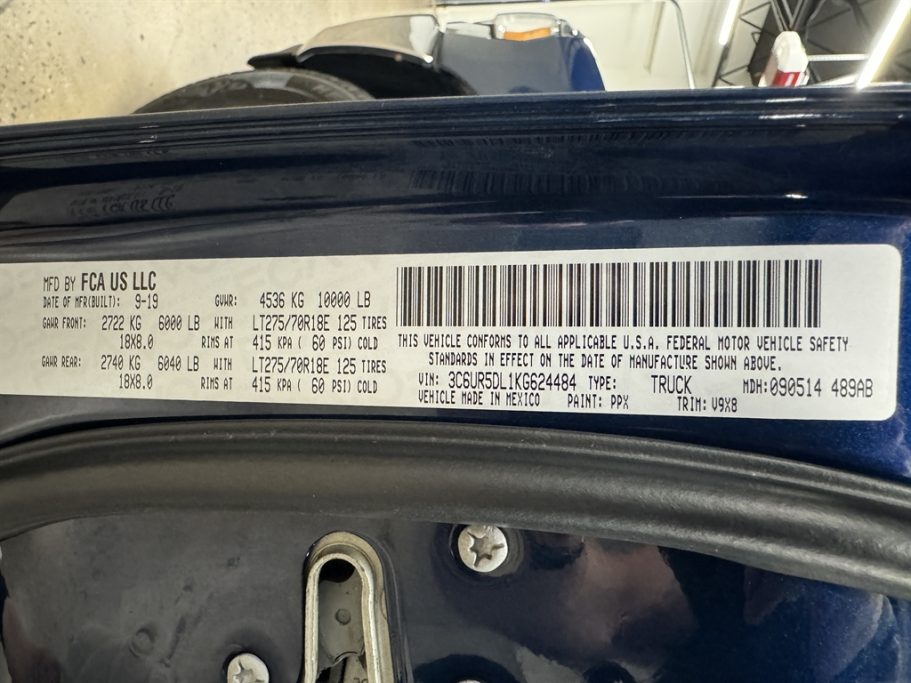 MFD BY FCA US LLC
DATE OF MFR(BUILT): 9-19 GVWR: 4536 KG 10000 LB
GAWR FRONT: 2722 KG 6000 LB WITH LT275/70R18E 125 TIRES
18X8.0 RIMS AT 415 KPA ( 60 PSI) COLD
GAWR REAR: 2740 KG 6040 LB WITH LT275/70R18E 125 TIRES
18X8.0 RIMS AT 415 KPA ( 60 PSI) COLD
THIS VEHICLE CONFORMS TO ALL APPLICABLE U.S.A. FEDERAL MOTOR VEHICLE SAFETY
STANDARDS IN EFFECT ON THE DATE OF MANUFACTURE SHOWN ABOVE.
VIN: 3C6UR5DL1KG624484 TYPE: TRUCK MDH:090514 489AB
VEHICLE MADE IN MEXICO PAINT: PPX TRIM: V9X8